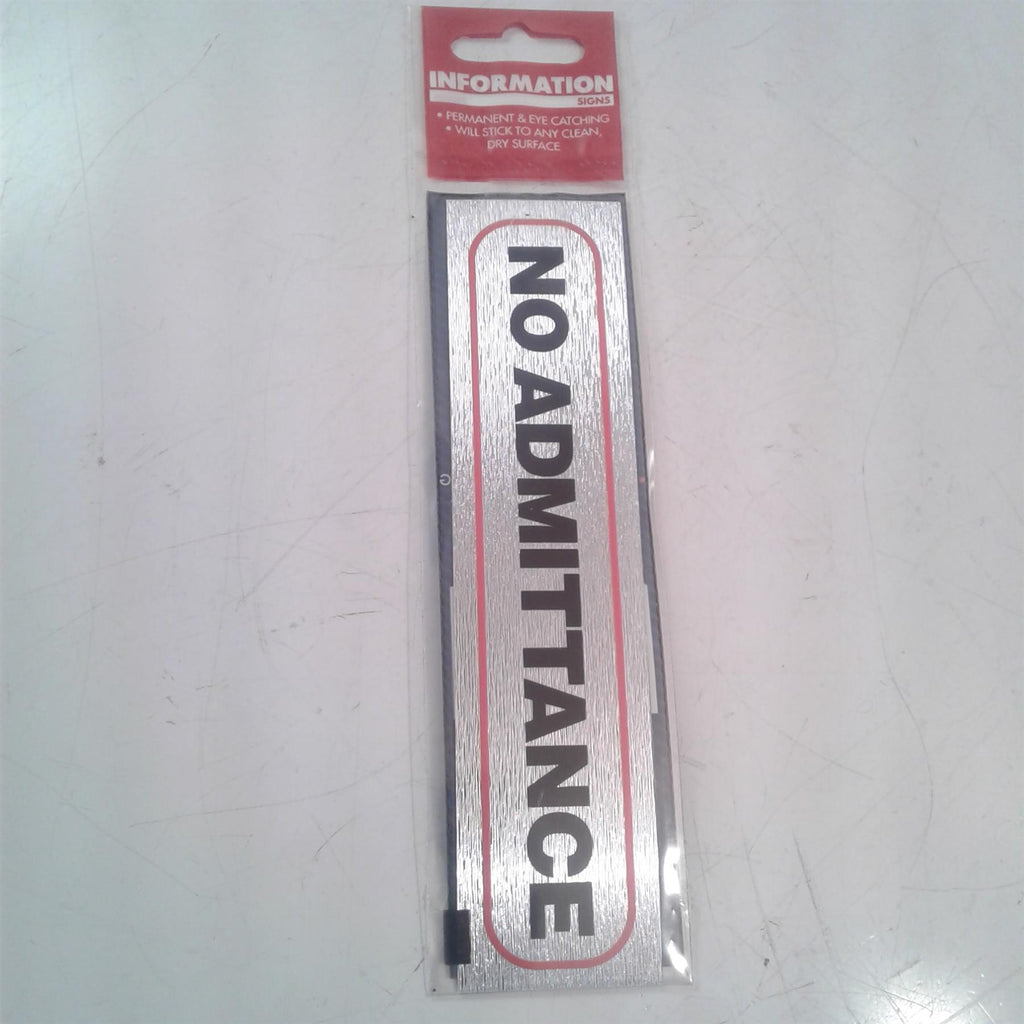 INFORMATION
SIGNS
• PERMANENT & EYE CATCHING
• WILL STICK TO ANY CLEAN,
DRY SURFACE
NO ADMITTANCE